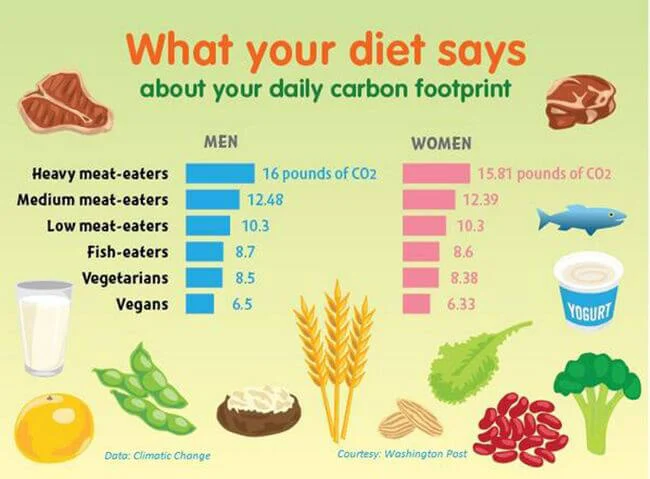 What your diet says
about your daily carbon footprint
MEN WOMEN
Heavy meat-eaters 16 pounds of CO2 15.81 pounds of CO2
Medium meat-eaters 12.48 12.39
Low meat-eaters 10.3 10.3
Fish-eaters 8.7 8.6
Vegetarians 8.5 8.38
Vegans 6.5 6.33
YOGURT
Data: Climatic Change Courtesy: Washington Post